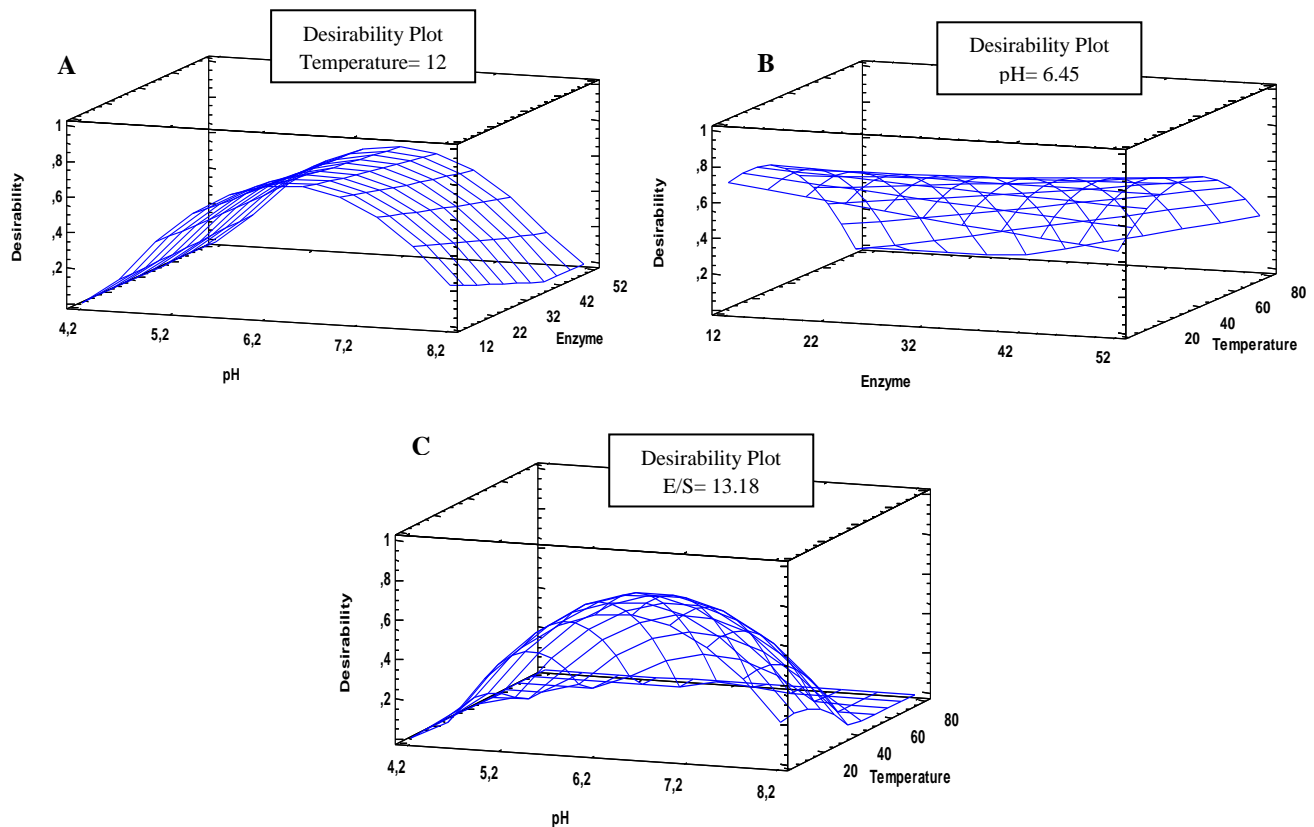 A
Desirability Plot
Temperature= 12
Desirability
1
,8
,6
,4
,2
4,2
5,2
6,2
7,2
8,2
pH
12
22
32
42
52
Enzyme
B
Desirability Plot
pH= 6.45
Desirability
1
,8
,6
,4
,2
12
22
32
42
52
Enzyme
20
40
60
80
Temperature
C
Desirability Plot
E/S= 13.18
Desirability
1
,8
,6
,4
,2
4,2
5,2
6,2
7,2
8,2
pH
20
40
60
80
Temperature